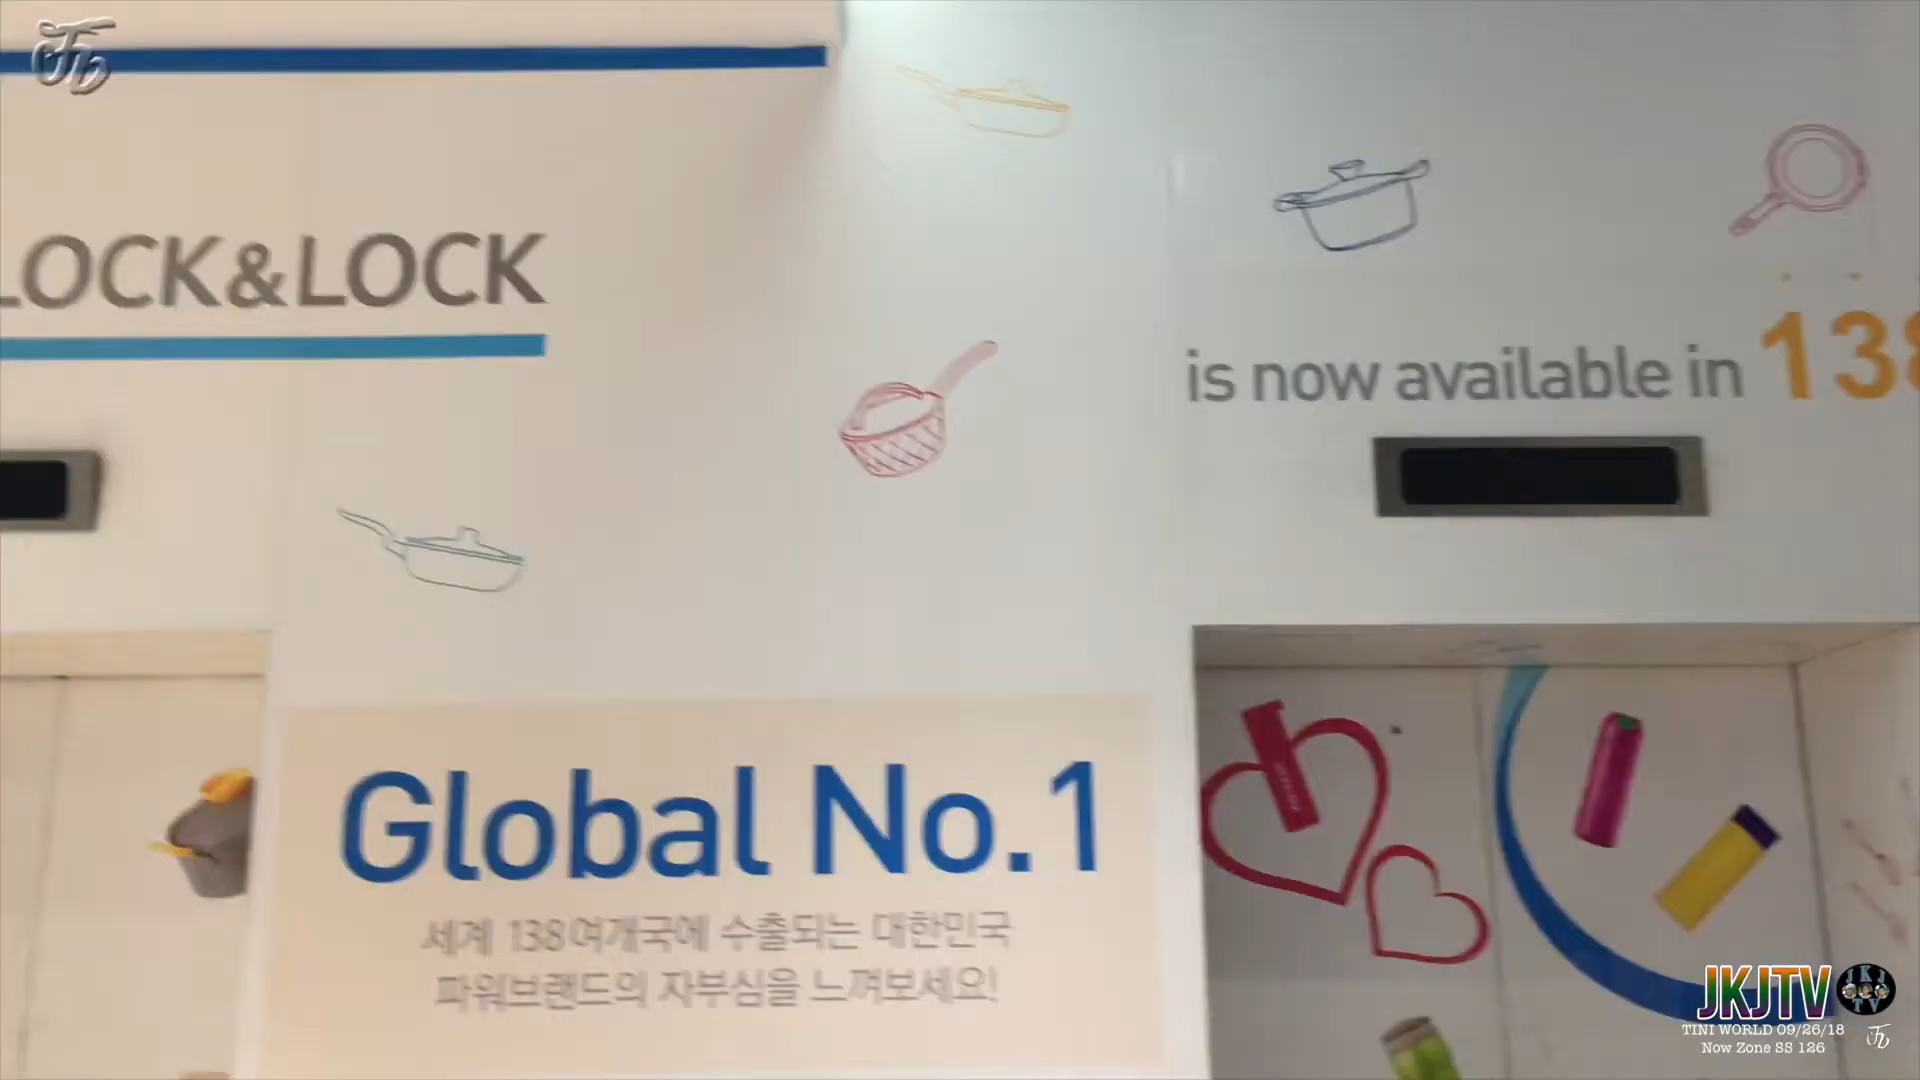 LOCK&LOCK
is now available in 138
Global No.1
세계 138여개국에 수출되는 대한민국
파워브랜드의 자부심을 느껴보세요!
JKJTV
TINI WORLD 09/26/18
Now Zone SS 126